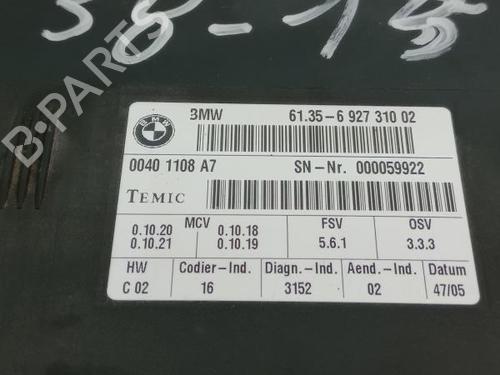 BMW 61.35-6 927 310 02
BMW
0040 1108 A7 SN-Nr. 000059922
TEMIC
MCV FSV OSV
0.10.20 0.10.18
0.10.21 0.10.19 5.6.1 3.3.3
HW Codier-Ind. Diagn.-Ind. Aend.-Ind. Datum
C 02 16 3152 02 47/05
B-PARTS